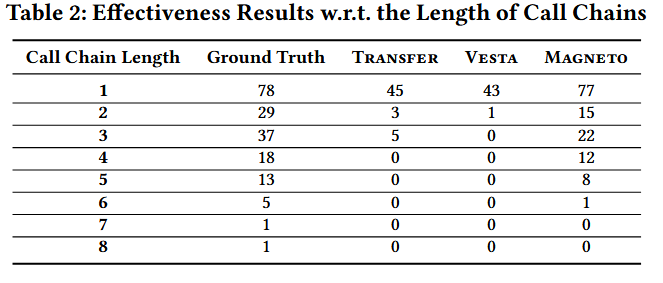 Table 2: Effectiveness Results w.r.t. the Length of Call Chains
Call Chain Length Ground Truth TRANSFER VESTA MAGNETO
1 78 45 43 77
2 29 3 1 15
3 37 5 0 22
4 18 0 0 12
5 13 0 0 8
6 5 0 0 1
7 1 0 0 0
8 1 0 0 0